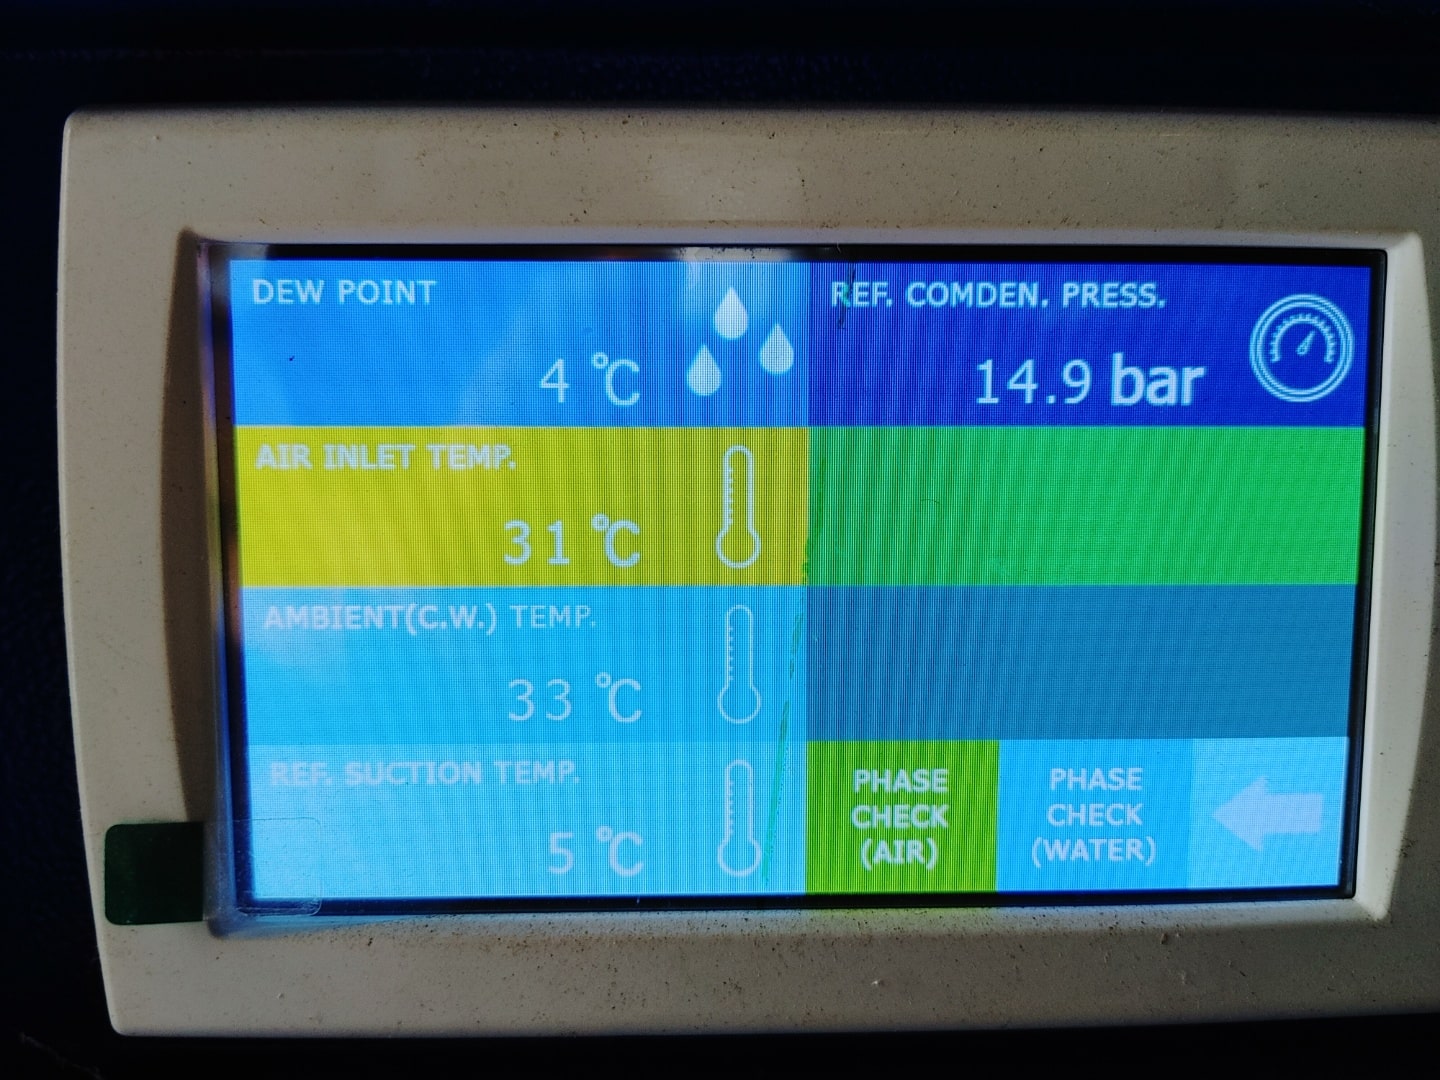 DEW POINT
4 °C
REF. COMDEN. PRESS.
14.9 bar
AIR INLET TEMP.
31 °C
AMBIENT(C.W.) TEMP.
33 °C
REF. SUCTION TEMP.
5 °C
PHASE
CHECK
(AIR)
PHASE
CHECK
(WATER)